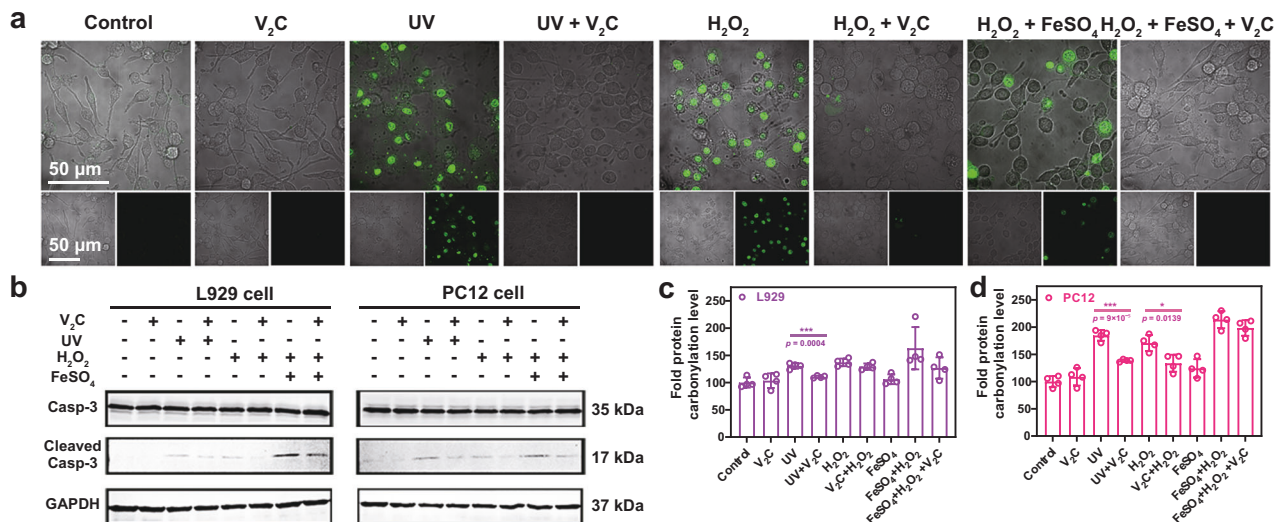 a
Control
V₂C
UV
UV + V₂C
H₂O₂
H₂O₂ + V₂C
H₂O₂ + FeSO₄
H₂O₂ + FeSO₄ + V₂C
50 µm
50 µm
b
L929 cell
PC12 cell
V₂C - + - + - + - + - + - + - + - +
UV - - + + - - - - - - + + - - - -
H₂O₂ - - - - + + + + - - - - + + + +
FeSO₄ - - - - - - + + - - - - - - + +
Casp-3
35 kDa
Cleaved
Casp-3
17 kDa
GAPDH
37 kDa
c
Fold protein
carbonylation level
250
200
150
100
50
0
L929
***
p = 0.0004
Control
V₂C
UV
UV+V₂C
H₂O₂
V₂C+H₂O₂
FeSO₄
FeSO₄+H₂O₂
FeSO₄+H₂O₂+V₂C
d
Fold protein
carbonylation level
250
200
150
100
50
0
PC12
***
*
p = 0.0139
Control
V₂C
UV
UV+V₂C
H₂O₂
V₂C+H₂O₂
FeSO₄
FeSO₄+H₂O₂
FeSO₄+H₂O₂+V₂C